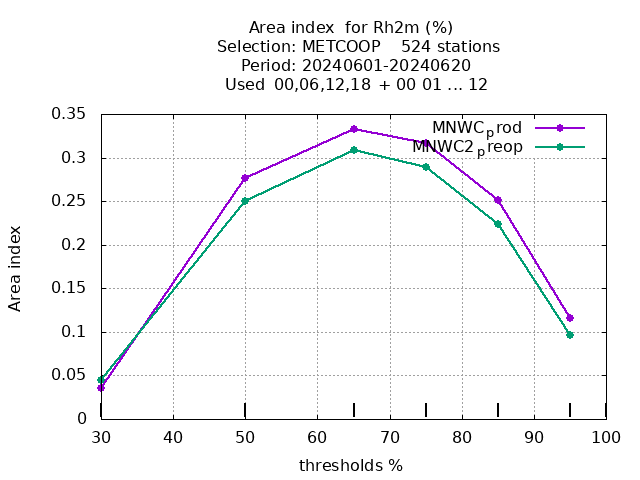 Area index  for Rh2m (%)
Selection: METCOOP    524 stations
Period: 20240601-20240620
Used  00,06,12,18 + 00 01 ... 12
MNWCprod
MNWC2preop
0.35
0.3
0.25
0.2
0.15
0.1
0.05
0
Area index
30 40 50 60 70 80 90 100
thresholds %